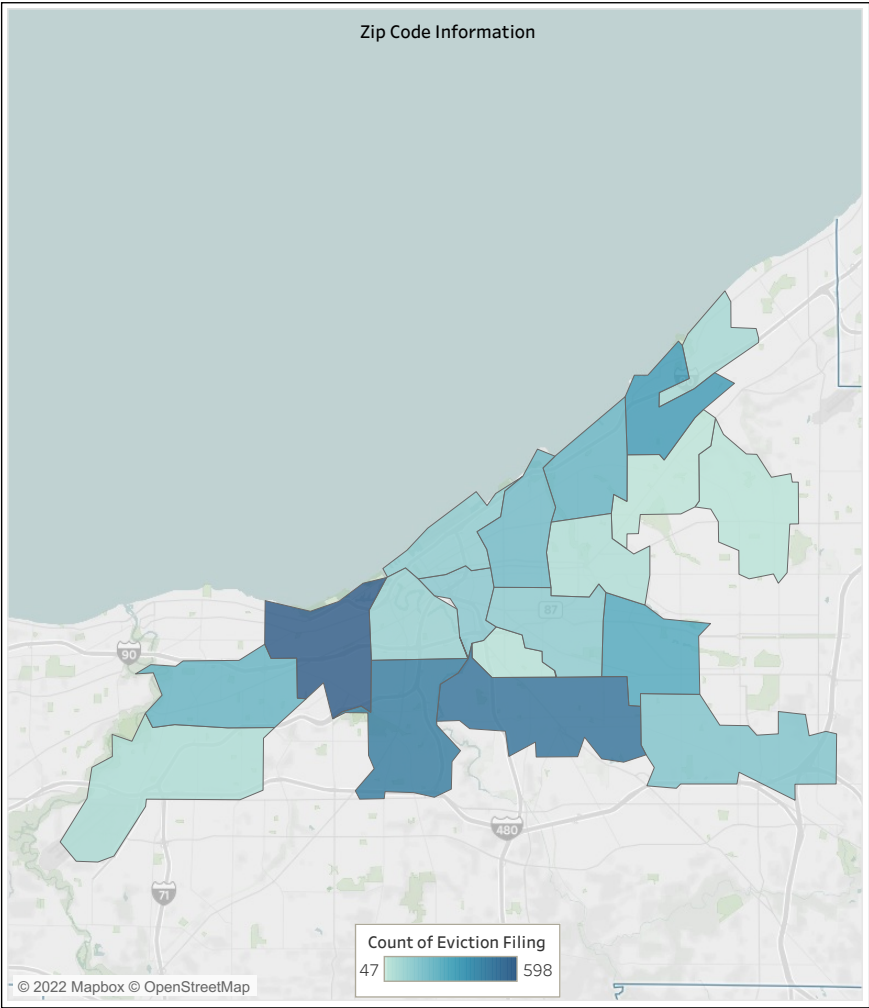 Zip Code Information
87
90
480
71
Count of Eviction Filing
47 598
© 2022 Mapbox © OpenStreetMap